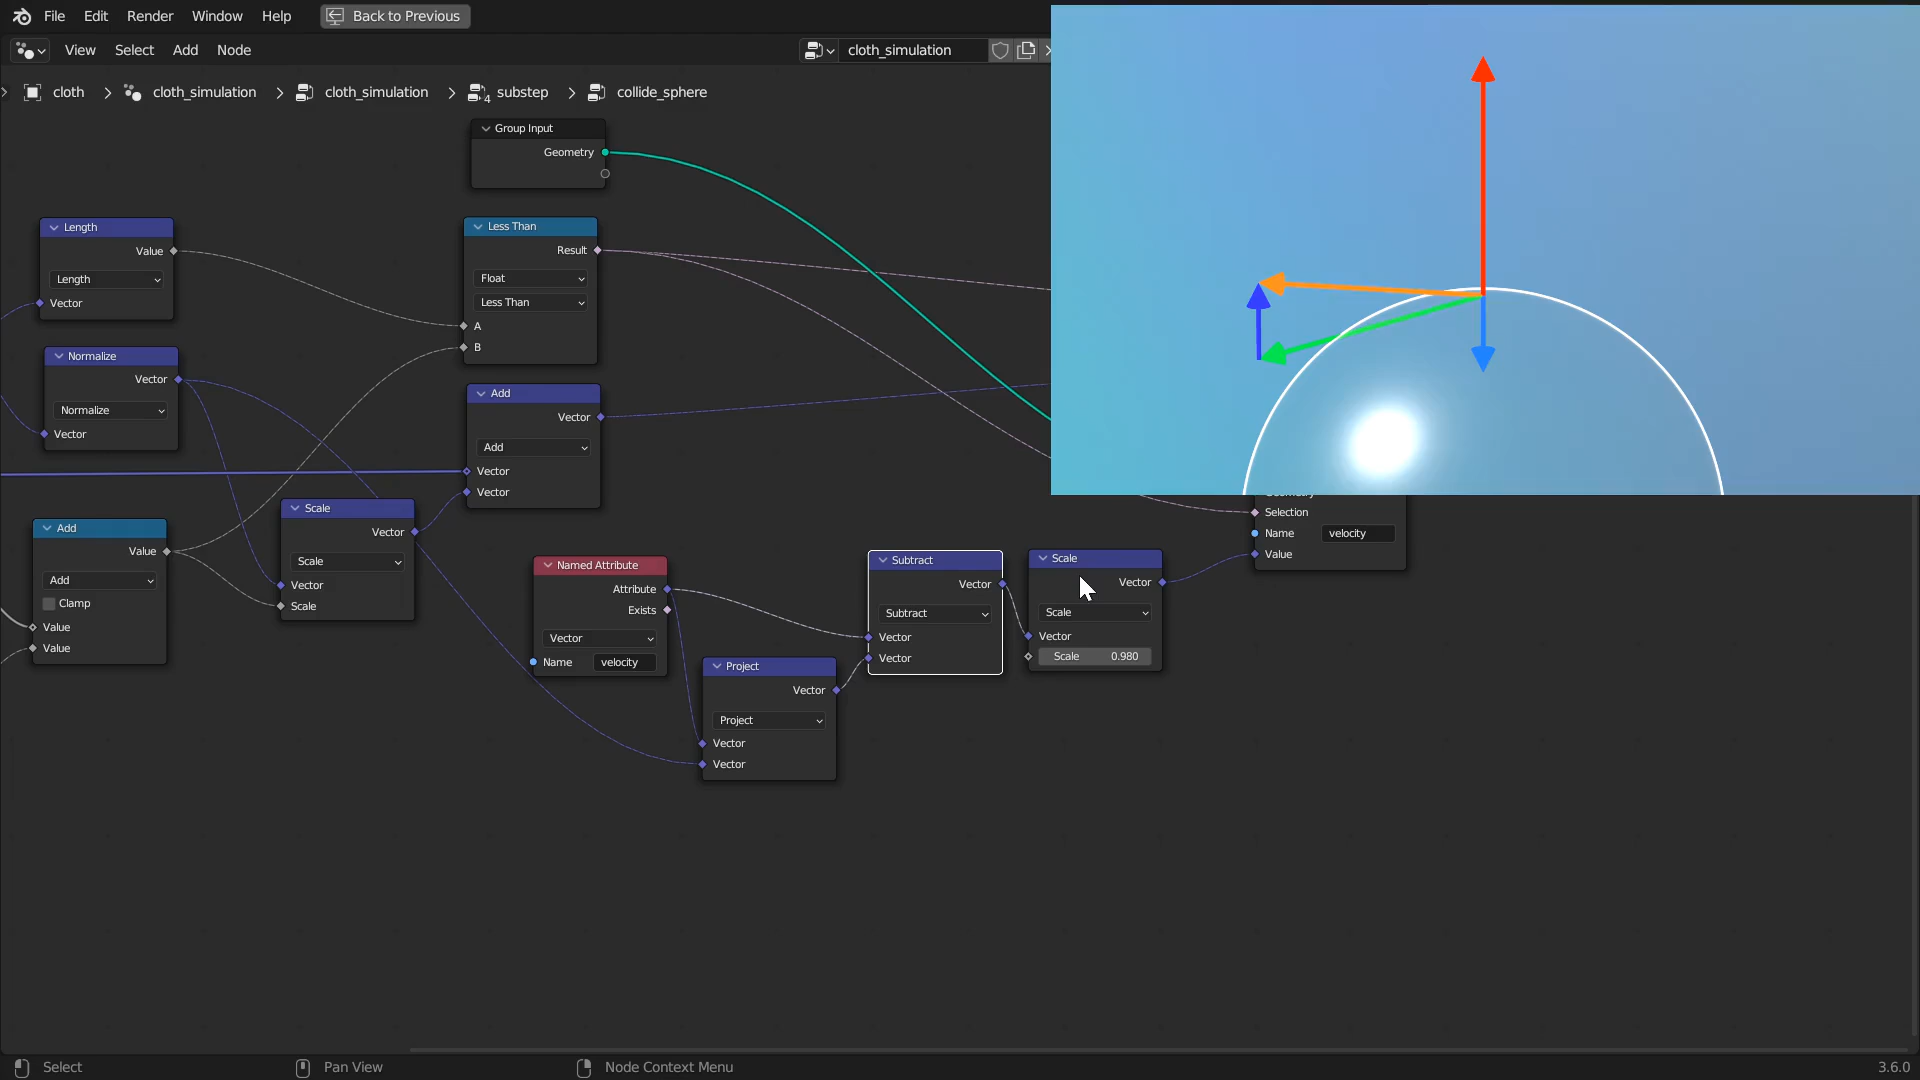 File Edit Render Window Help Back to Previous
View Select Add Node cloth_simulation
cloth cloth_simulation cloth_simulation 4 substep collide_sphere
Group Input
Geometry
Length
Value
Length
Vector
Less Than
Result
Float
Less Than
A
B
Normalize
Vector
Normalize
Vector
Add
Vector
Add
Vector
Vector
Scale
Vector
Scale
Vector
Scale
Add
Value
Add
Clamp
Value
Value
Named Attribute
Attribute
Exists
Vector
Name velocity
Project
Vector
Project
Vector
Vector
Subtract
Vector
Subtract
Vector
Vector
Scale
Vector
Scale
Vector
Scale 0.980
Selection
Name velocity
Value
Select Pan View Node Context Menu 3.6.0